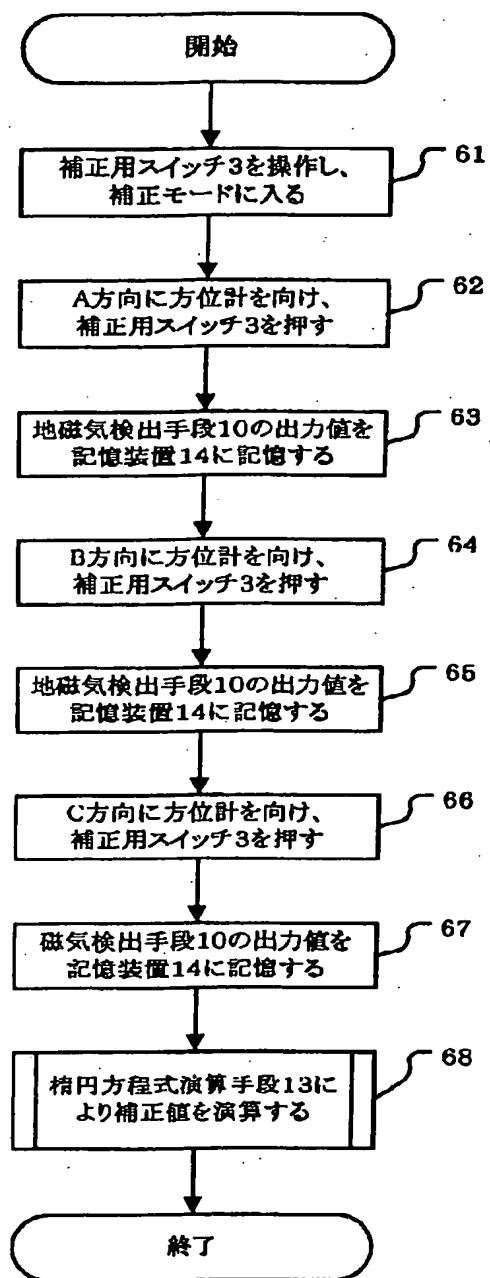 開始
補正用スイッチ3を操作し、
補正モードに入る
61
A方向に方位計を向け、
補正用スイッチ3を押す
62
地磁気検出手段10の出力値を
記憶装置14に記憶する
63
B方向に方位計を向け、
補正用スイッチ3を押す
64
地磁気検出手段10の出力値を
記憶装置14に記憶する
65
C方向に方位計を向け、
補正用スイッチ3を押す
66
磁気検出手段10の出力値を
記憶装置14に記憶する
67
楕円方程式演算手段13に
より補正値を演算する
68
終了